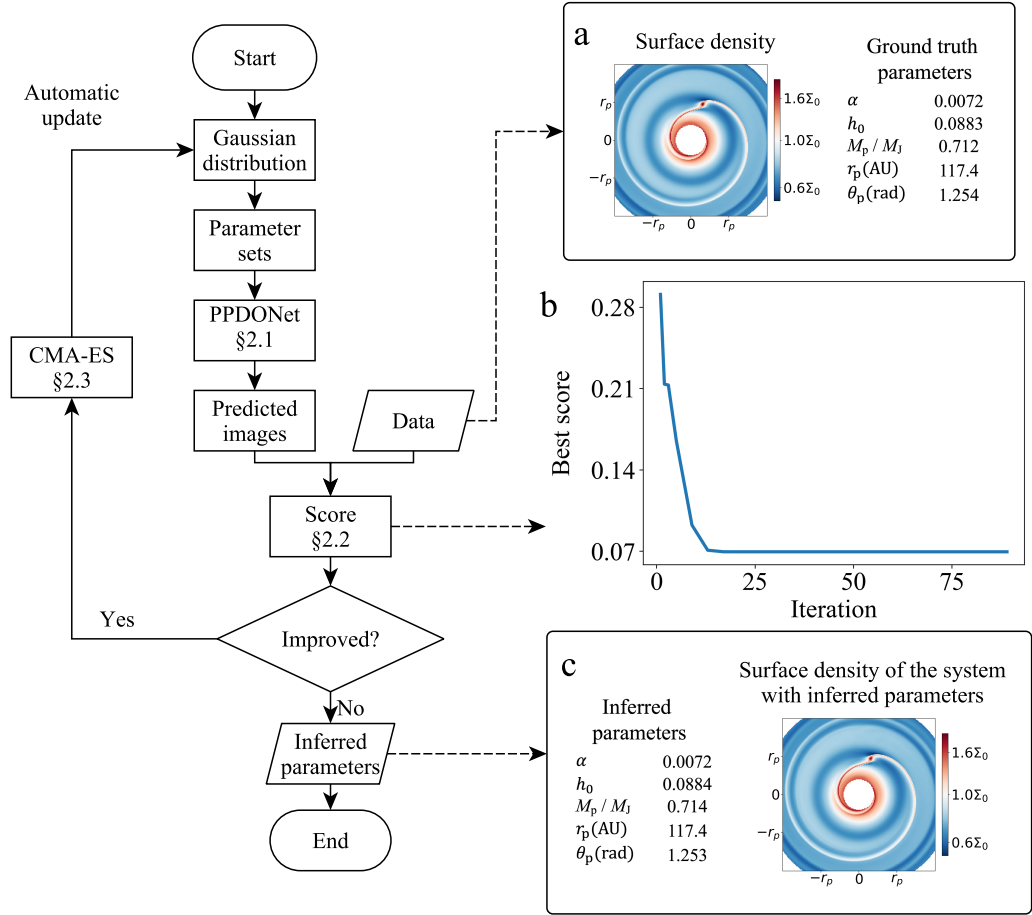 Start
Automatic
update
Gaussian
distribution
Parameter
sets
PPDONet
§2.1
CMA-ES
§2.3
Predicted
images
Data
Score
§2.2
Improved?
Yes
No
Inferred
parameters
End
a
Surface density
r_p
0
−r_p
−r_p 0 r_p
1.6Σ₀
1.0Σ₀
0.6Σ₀
Ground truth
parameters
α 0.0072
h₀ 0.0883
M_p / M_J 0.712
r_p(AU) 117.4
θ_p(rad) 1.254
b
Best score
0.28
0.21
0.14
0.07
0 25 50 75
Iteration
c
Inferred
parameters
α 0.0072
h₀ 0.0884
M_p / M_J 0.714
r_p(AU) 117.4
θ_p(rad) 1.253
Surface density of the system
with inferred parameters
r_p
0
−r_p
−r_p 0 r_p
1.6Σ₀
1.0Σ₀
0.6Σ₀